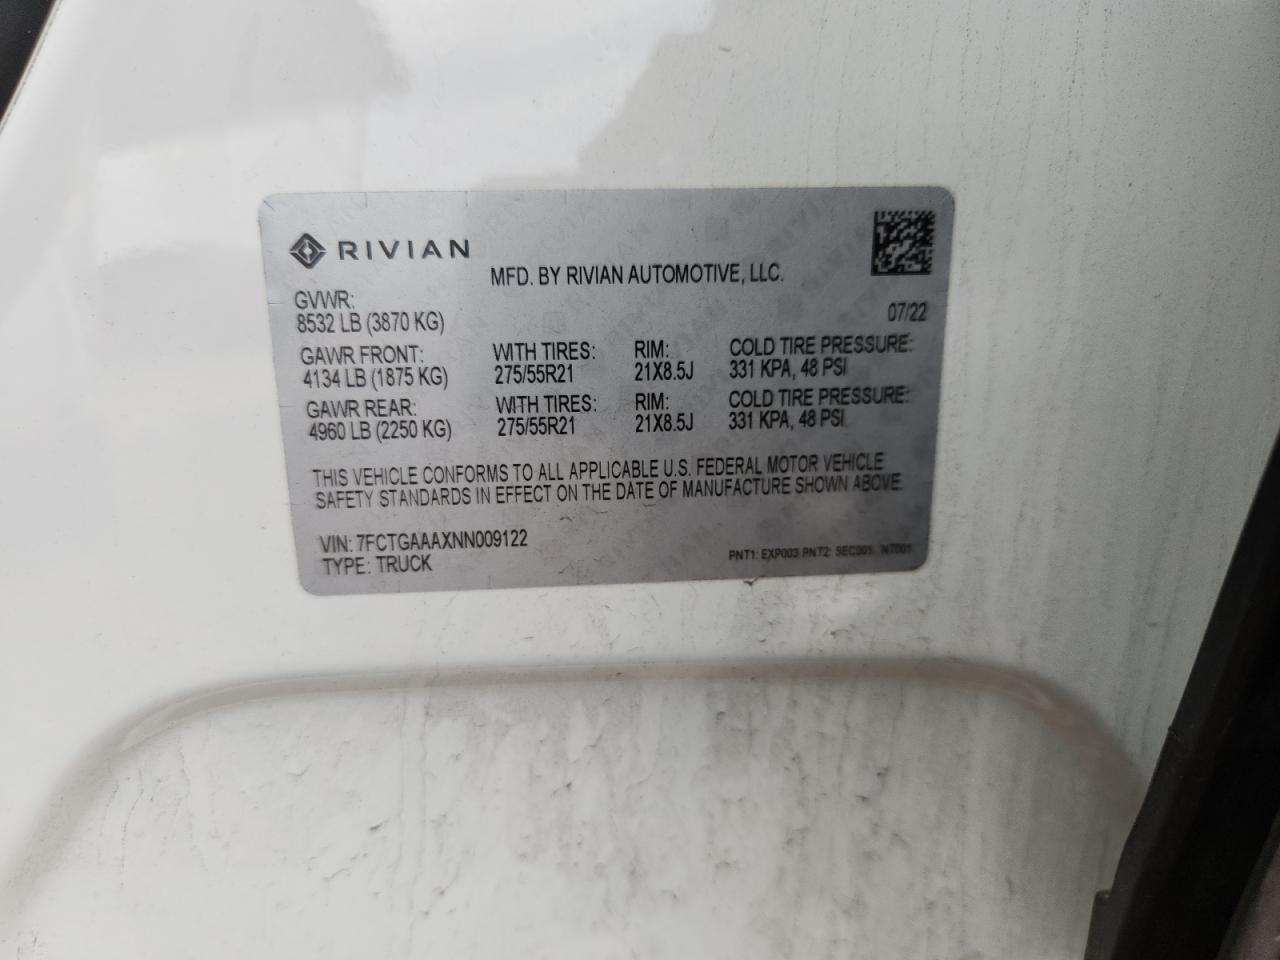 RIVIAN
MFD. BY RIVIAN AUTOMOTIVE, LLC.
GVWR:
8532 LB (3870 KG)
07/22
GAWR FRONT: WITH TIRES: RIM: COLD TIRE PRESSURE:
4134 LB (1875 KG) 275/55R21 21X8.5J 331 KPA, 48 PSI
GAWR REAR: WITH TIRES: RIM: COLD TIRE PRESSURE:
4960 LB (2250 KG) 275/55R21 21X8.5J 331 KPA, 48 PSI
THIS VEHICLE CONFORMS TO ALL APPLICABLE U.S. FEDERAL MOTOR VEHICLE
SAFETY STANDARDS IN EFFECT ON THE DATE OF MANUFACTURE SHOWN ABOVE.
VIN: 7FCTGAAAXNN009122
TYPE: TRUCK
PNT1: EXP003 PNT2: SEC001